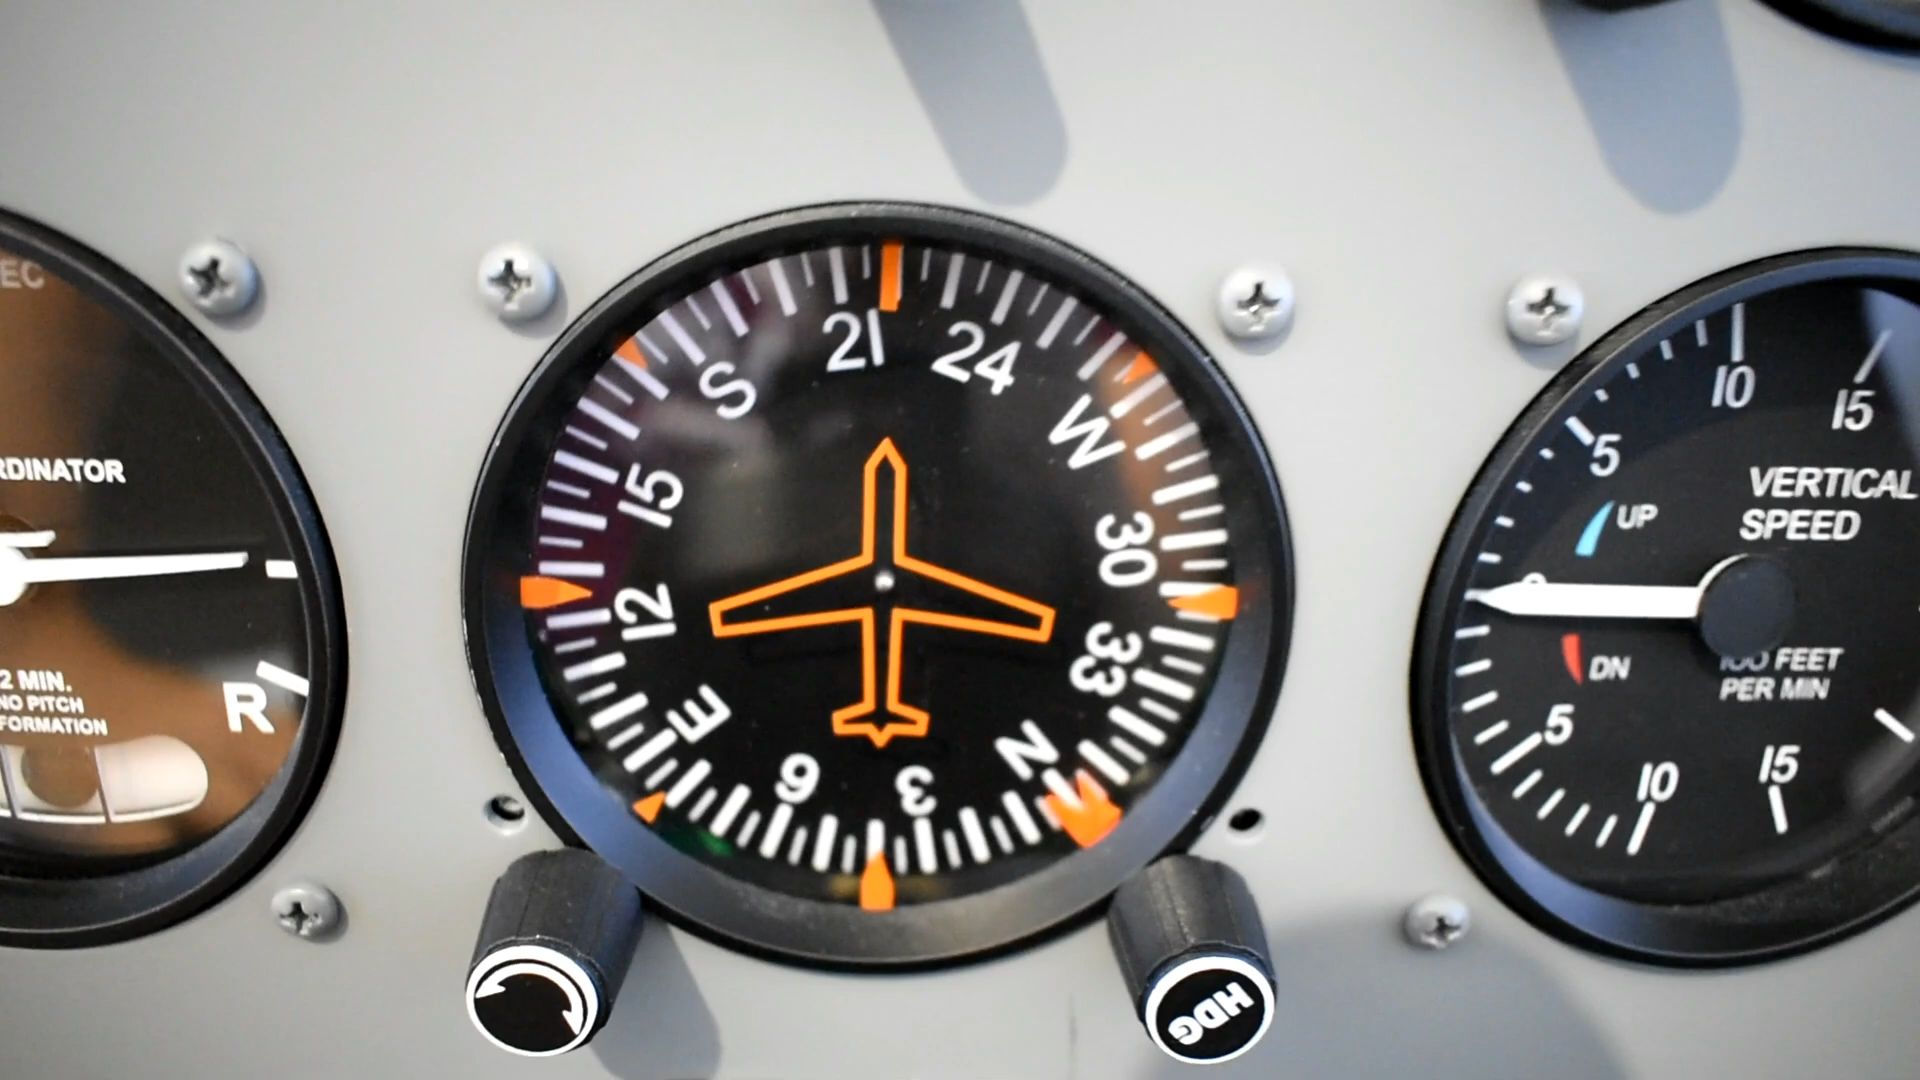 EC
RDINATOR
2 MIN.
NO PITCH
FORMATION
R
21
24
W
30
33
N
3
6
E
12
15
S
HDG
10
15
5
UP
VERTICAL
SPEED
0
DN
100 FEET
PER MIN
5
10
15